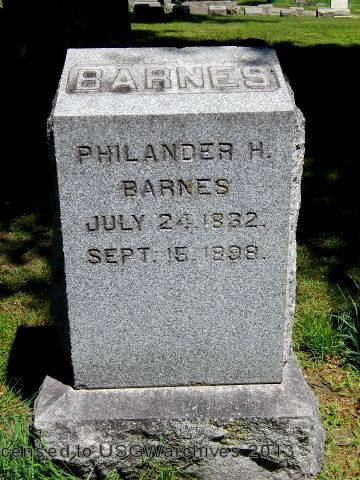 BARNES
PHILANDER H.
BARNES
JULY 24. 1832.
SEPT. 15. 1898.
censed to USGWarchives 2013